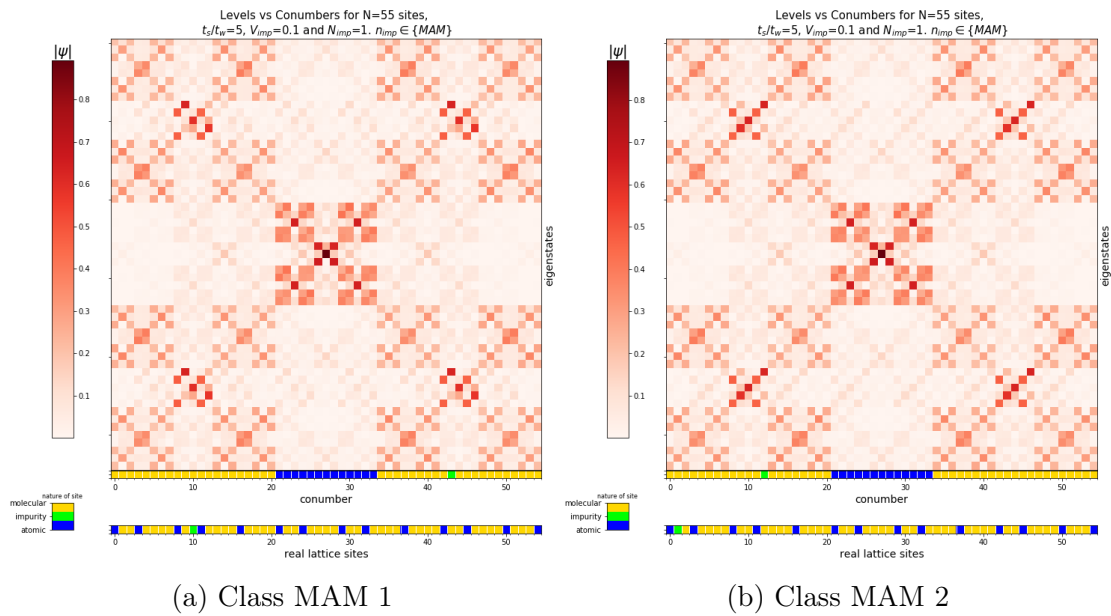 Levels vs Conumbers for N=55 sites,
t_s/t_w=5, V_imp=0.1 and N_imp=1. n_imp∈{MAM}
|ψ|
0.8
0.7
0.6
0.5
0.4
0.3
0.2
0.1
eigenstates
0 10 20 30 40 50
conumber
nature of site
molecular
impurity
atomic
0 10 20 30 40 50
real lattice sites
(a) Class MAM 1
Levels vs Conumbers for N=55 sites,
t_s/t_w=5, V_imp=0.1 and N_imp=1. n_imp∈{MAM}
|ψ|
0.8
0.7
0.6
0.5
0.4
0.3
0.2
0.1
eigenstates
0 10 20 30 40 50
conumber
nature of site
molecular
impurity
atomic
0 10 20 30 40 50
real lattice sites
(b) Class MAM 2